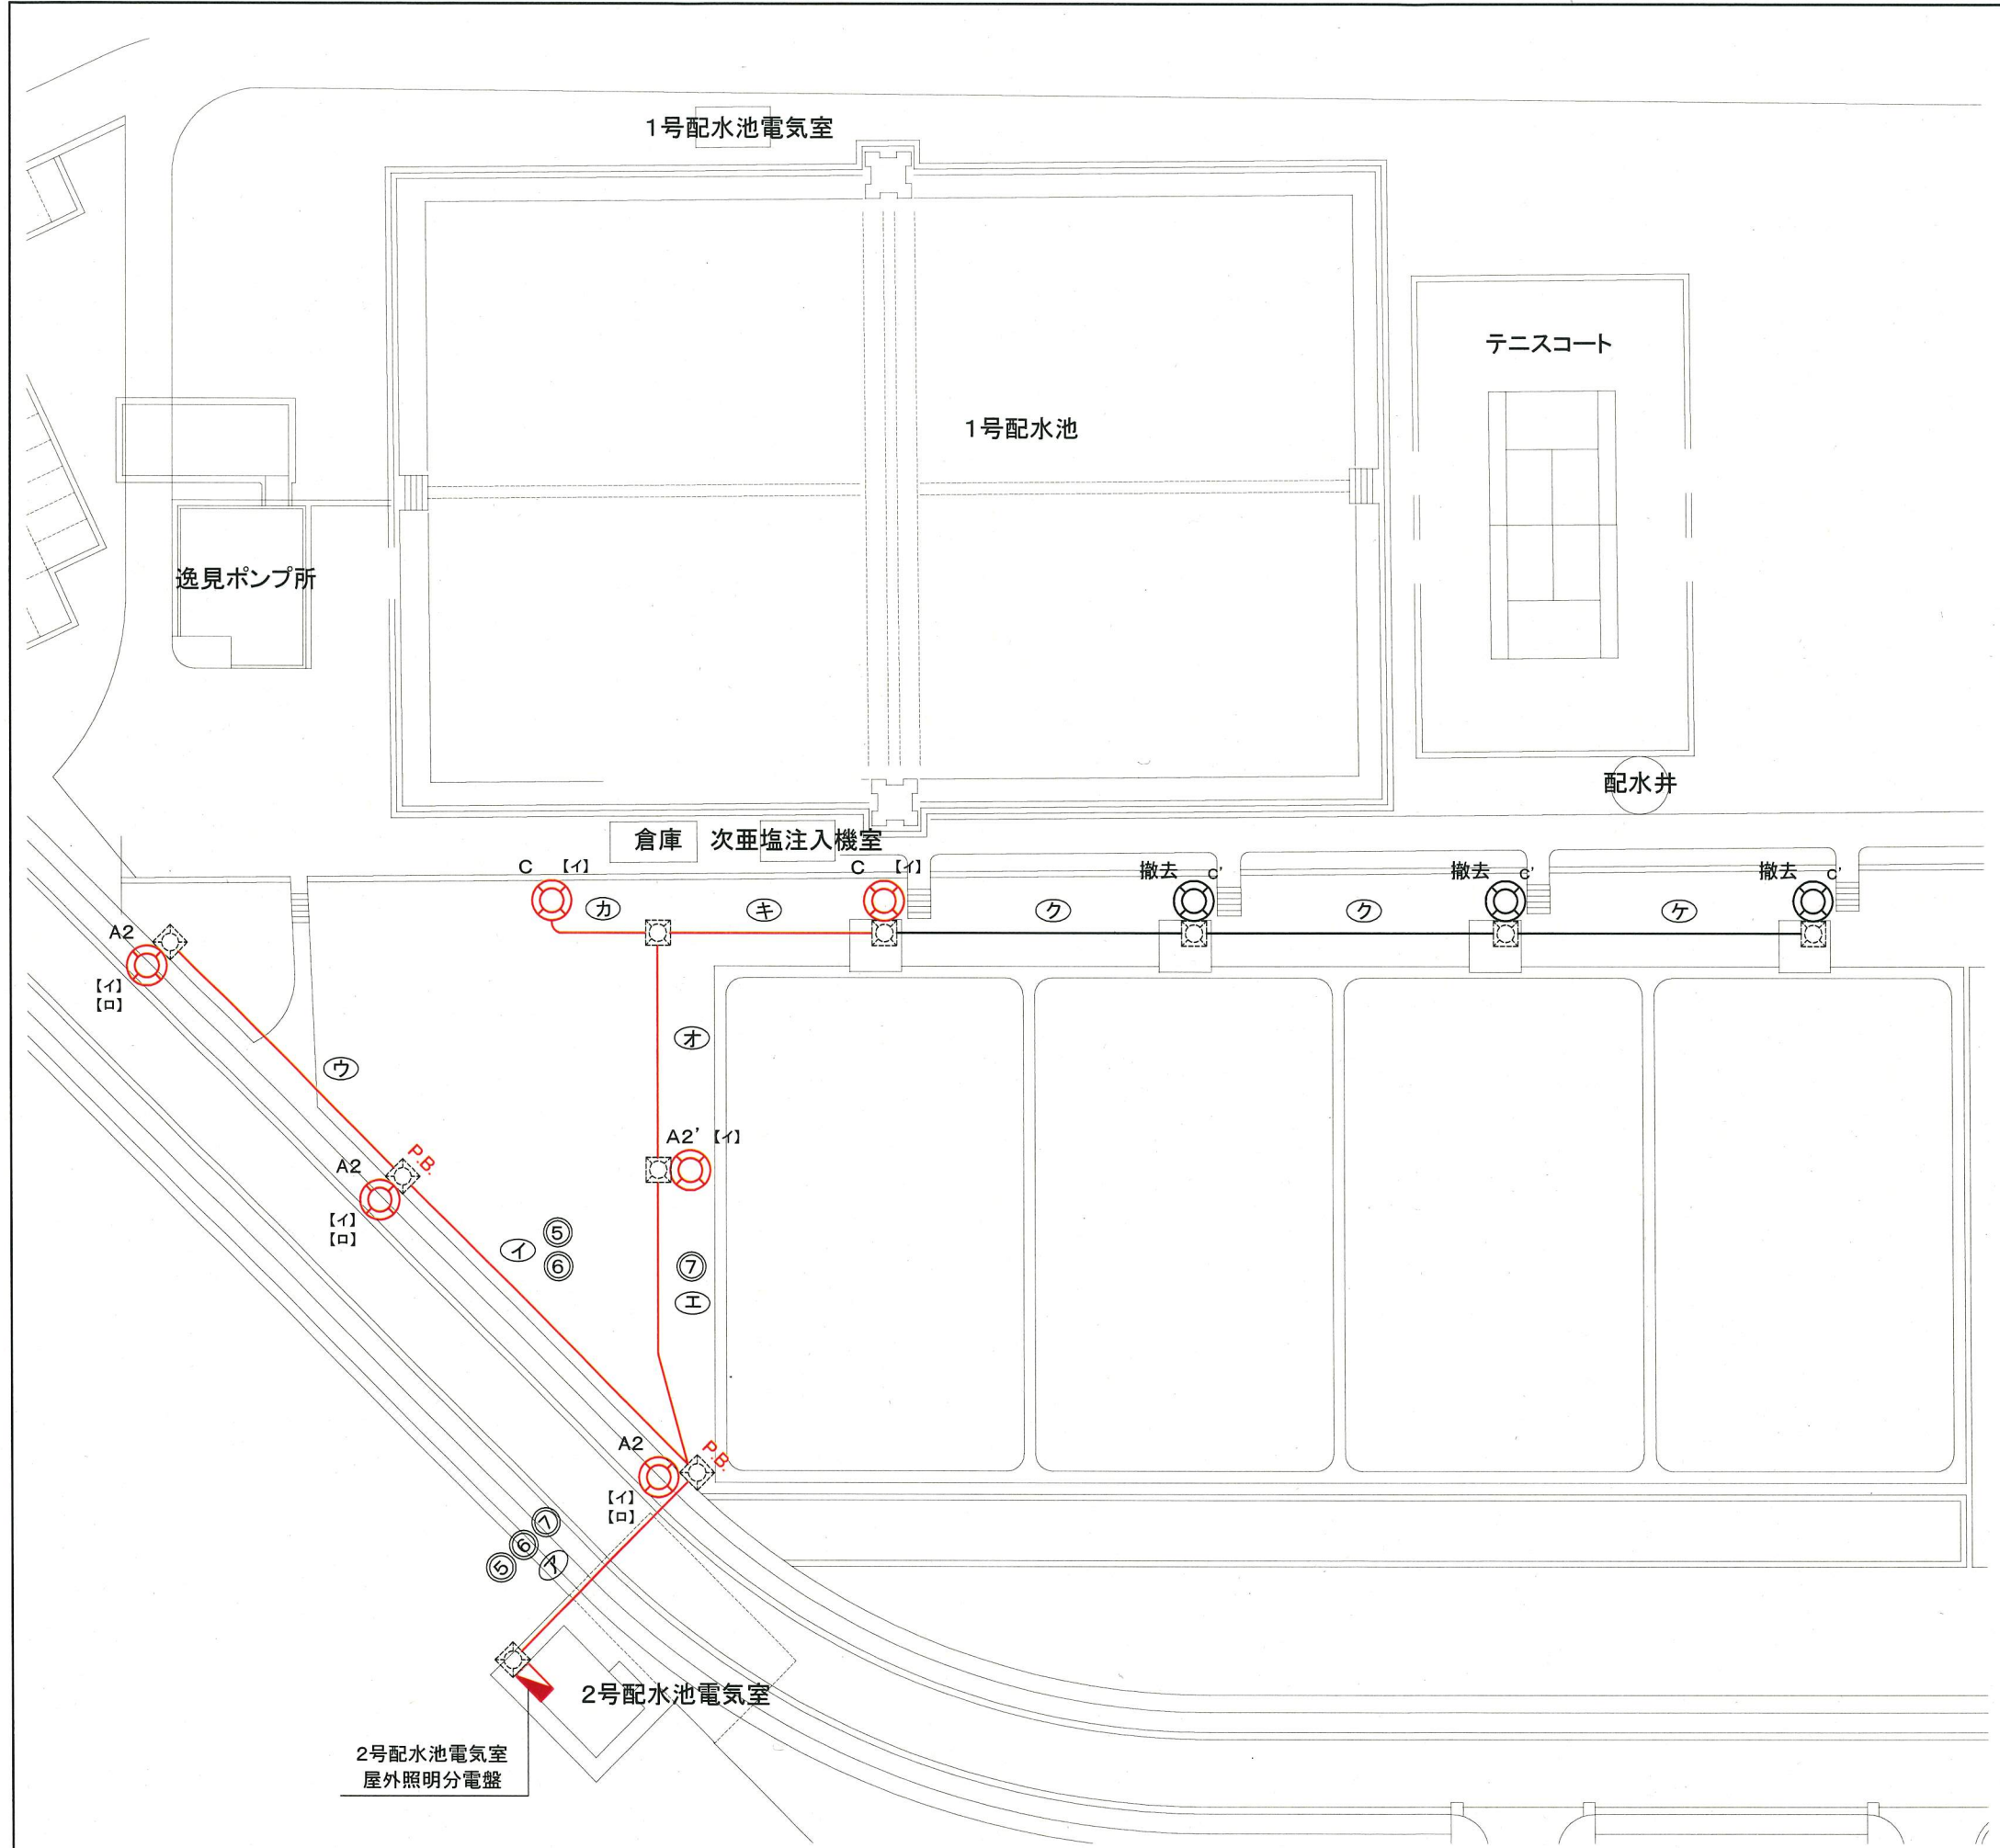 1号配水池電気室
テニスコート
1号配水池
逸見ポンプ所
配水井
倉庫
次亜塩注入機室
C 【イ】
C 【イ】
撤去 C'
撤去 C'
撤去 C'
カ
キ
ク
ク
ケ
A2
【イ】
【ロ】
オ
ウ
A2' 【イ】
P.B.
A2
【イ】
【ロ】
イ
⑤
⑥
⑦
エ
A2
P.B.
【イ】
【ロ】
⑤ ⑥ ⑦
ア
2号配水池電気室
2号配水池電気室
屋外照明分電盤